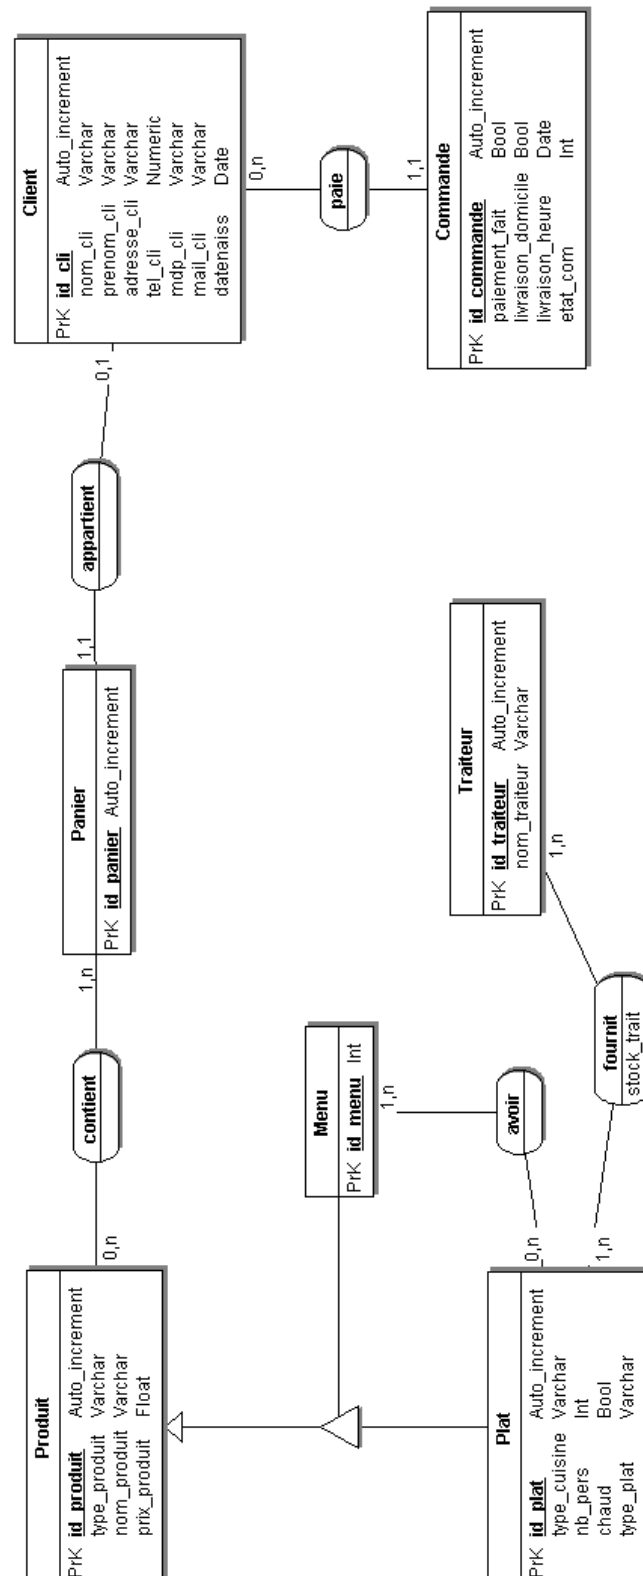 Produit
PrK id_produit Auto_increment
type_produit Varchar
nom_produit Varchar
prix_produit Float
0,n
contient
1,n
Panier
PrK id_panier Auto_increment
1,1
appartient
0,1
Client
PrK id_cli Auto_increment
nom_cli Varchar
prenom_cli Varchar
adresse_cli Varchar
tel_cli Numeric
mdp_cli Varchar
mail_cli Varchar
datenaiss Date
0,n
paie
1,1
Commande
PrK id_commande Auto_increment
paiement_fait Bool
livraison_domicile Bool
livraison_heure Date
etat_com Int
Menu
PrK id_menu Int
1,n
avoir
0,n
Plat
PrK id_plat Auto_increment
type_cuisine Varchar
nb_pers Int
chaud Bool
type_plat Varchar
1,n
fournit
stock_trait
1,n
Traiteur
PrK id_traiteur Auto_increment
nom_traiteur Varchar